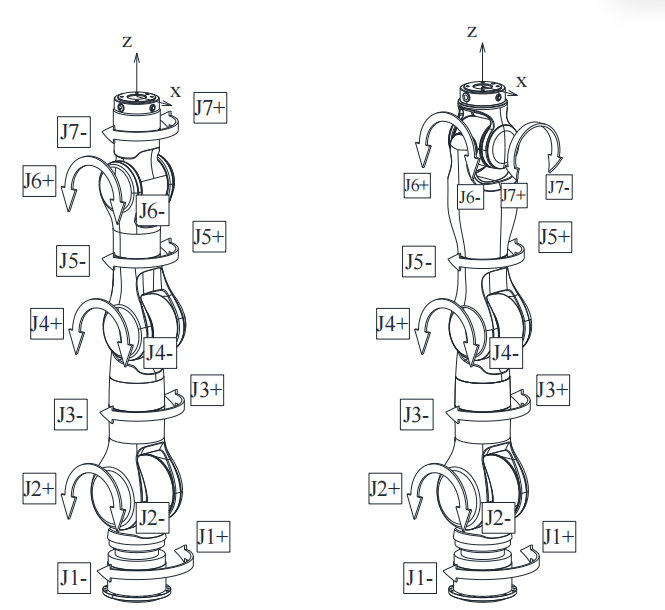 Z
X
J7+
J7-
J6+
J6-
J5+
J5-
J4+
J4-
J3+
J3-
J2+
J2-
J1+
J1-
Z
X
J6+
J6-
J7+
J7-
J5+
J5-
J4+
J4-
J3+
J3-
J2+
J2-
J1+
J1-